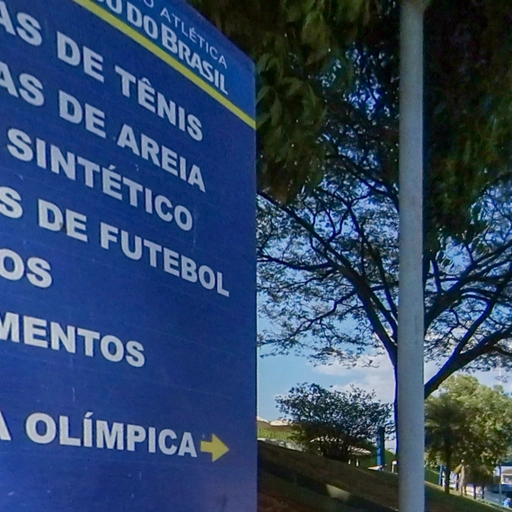 ATLÉTICA
DO BRASIL
AS DE TÊNIS
AS DE AREIA
SINTÉTICO
S DE FUTEBOL
OS
MENTOS
A OLÍMPICA